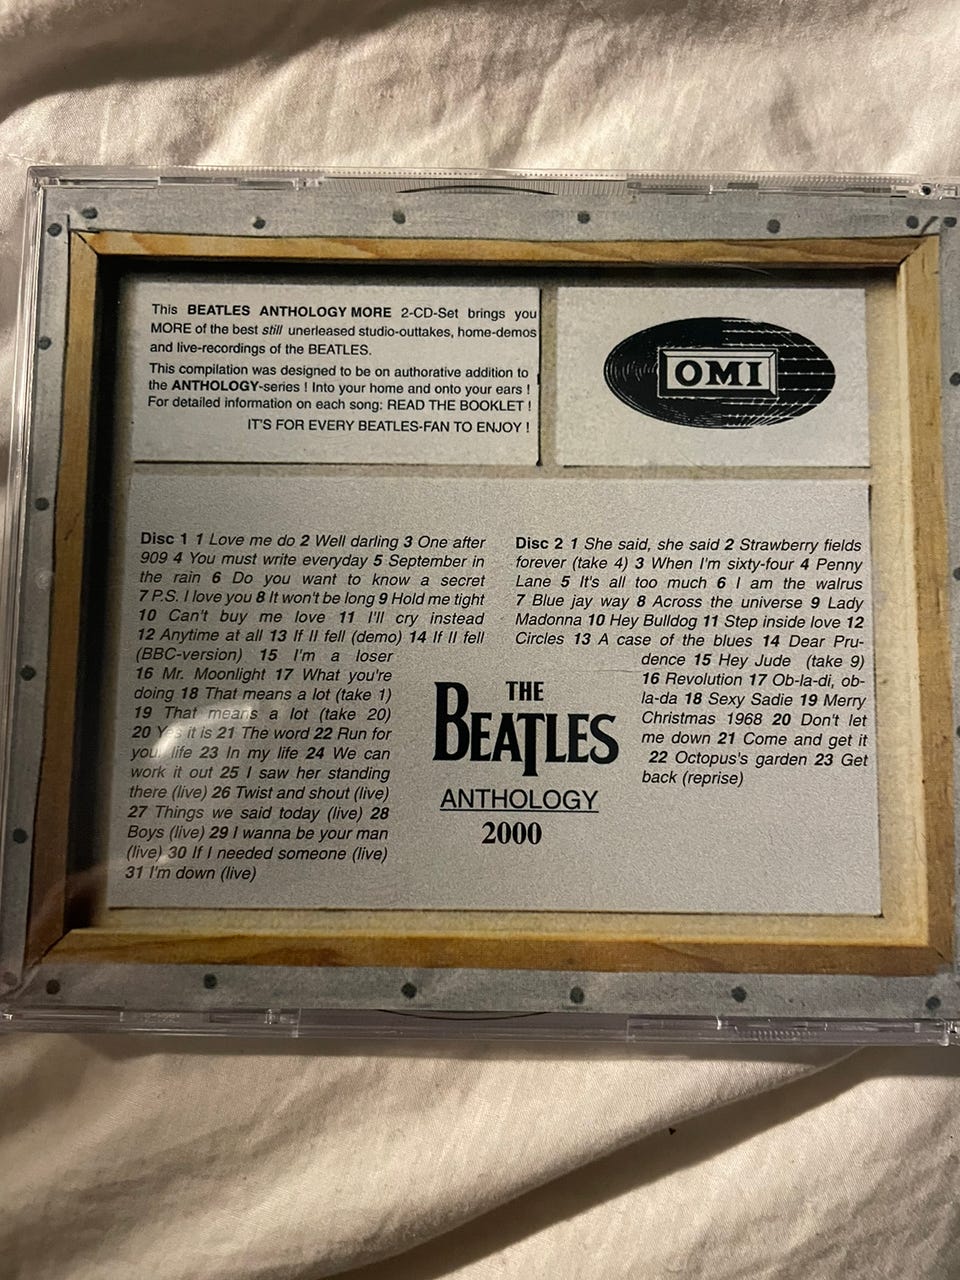 This BEATLES ANTHOLOGY MORE 2-CD-Set brings you
MORE of the best still unerleased studio-outtakes, home-demos
and live-recordings of the BEATLES.
This compilation was designed to be on authorative addition to
the ANTHOLOGY-series ! Into your home and onto your ears !
For detailed information on each song: READ THE BOOKLET !
IT'S FOR EVERY BEATLES-FAN TO ENJOY !
OMI
Disc 1 1 Love me do 2 Well darling 3 One after
909 4 You must write everyday 5 September in
the rain 6 Do you want to know a secret
7 P.S. I love you 8 It won't be long 9 Hold me tight
10 Can't buy me love 11 I'll cry instead
12 Anytime at all 13 If II fell (demo) 14 If II fell
(BBC-version) 15 I'm a loser
16 Mr. Moonlight 17 What you're
doing 18 That means a lot (take 1)
19 That means a lot (take 20)
20 Yes it is 21 The word 22 Run for
your life 23 In my life 24 We can
work it out 25 I saw her standing
there (live) 26 Twist and shout (live)
27 Things we said today (live) 28
Boys (live) 29 I wanna be your man
(live) 30 If I needed someone (live)
31 I'm down (live)
Disc 2 1 She said, she said 2 Strawberry fields
forever (take 4) 3 When I'm sixty-four 4 Penny
Lane 5 It's all too much 6 I am the walrus
7 Blue jay way 8 Across the universe 9 Lady
Madonna 10 Hey Bulldog 11 Step inside love 12
Circles 13 A case of the blues 14 Dear Pru-
dence 15 Hey Jude (take 9)
16 Revolution 17 Ob-la-di, ob-
la-da 18 Sexy Sadie 19 Merry
Christmas 1968 20 Don't let
me down 21 Come and get it
22 Octopus's garden 23 Get
back (reprise)
THE
BEATLES
ANTHOLOGY
2000